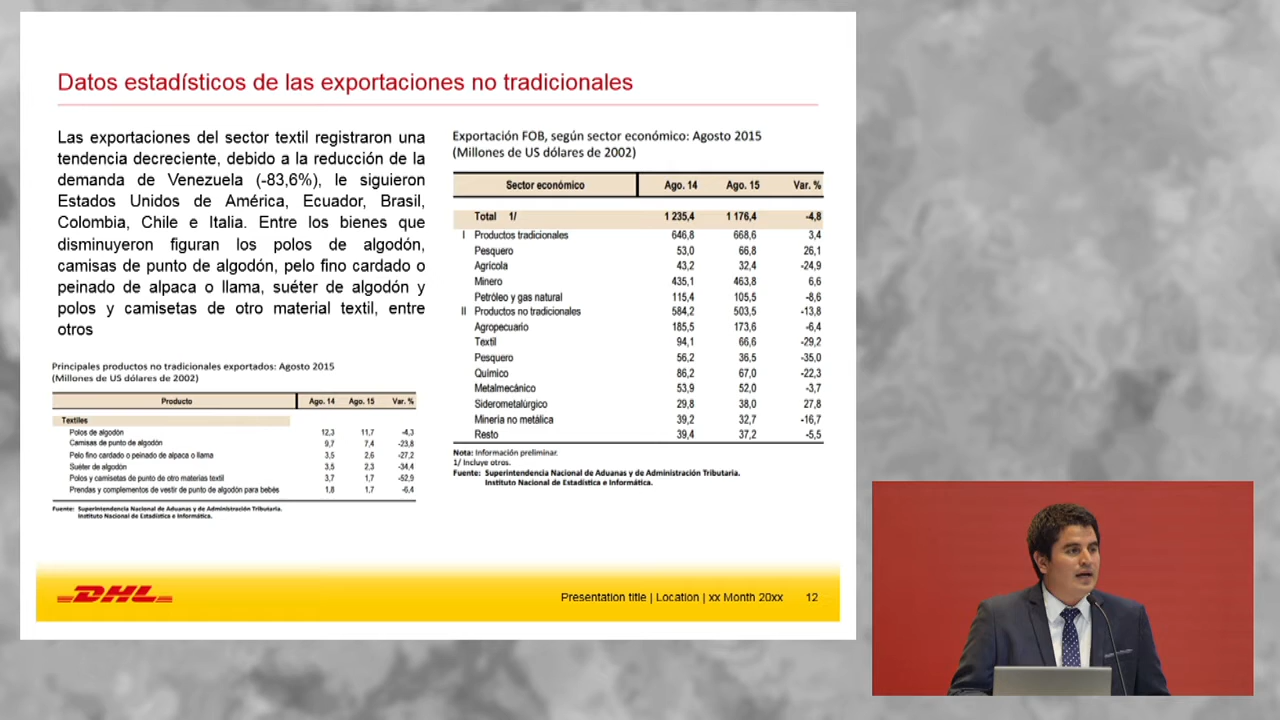 Datos estadísticos de las exportaciones no tradicionales
Las exportaciones del sector textil registraron una
tendencia decreciente, debido a la reducción de la
demanda de Venezuela (-83,6%), le siguieron
Estados Unidos de América, Ecuador, Brasil,
Colombia, Chile e Italia. Entre los bienes que
disminuyeron figuran los polos de algodón,
camisas de punto de algodón, pelo fino cardado o
peinado de alpaca o llama, suéter de algodón y
polos y camisetas de otro material textil, entre
otros
Principales productos no tradicionales exportados: Agosto 2015
(Millones de US dólares de 2002)
Producto Ago. 14 Ago. 15 Var. %
Textiles
Polos de algodón 12,3 11,7 -4,3
Camisas de punto de algodón 9,7 7,4 -23,8
Pelo fino cardado o peinado de alpaca o llama 3,5 2,6 -27,2
Suéter de algodón 3,5 2,3 -34,4
Polos y camisetas de punto de otro materias textil 3,7 1,7 -52,9
Prendas y complementos de vestir de punto de algodón para bebés 1,8 1,7 -6,4
Fuente: Superintendencia Nacional de Aduanas y de Administración Tributaria.
Instituto Nacional de Estadística e Informática.
Exportación FOB, según sector económico: Agosto 2015
(Millones de US dólares de 2002)
Sector económico Ago. 14 Ago. 15 Var. %
Total 1/ 1 235,4 1 176,4 -4,8
I Productos tradicionales 646,8 668,6 3,4
Pesquero 53,0 66,8 26,1
Agrícola 43,2 32,4 -24,9
Minero 435,1 463,8 6,6
Petróleo y gas natural 115,4 105,5 -8,6
II Productos no tradicionales 584,2 503,5 -13,8
Agropecuario 185,5 173,6 -6,4
Textil 94,1 66,6 -29,2
Pesquero 56,2 36,5 -35,0
Químico 86,2 67,0 -22,3
Metalmecánico 53,9 52,0 -3,7
Siderometalúrgico 29,8 38,0 27,8
Minería no metálica 39,2 32,7 -16,7
Resto 39,4 37,2 -5,5
Nota: Información preliminar.
1/ Incluye otros.
Fuente: Superintendencia Nacional de Aduanas y de Administración Tributaria.
Instituto Nacional de Estadística e Informática.
DHL
Presentation title | Location | xx Month 20xx 12